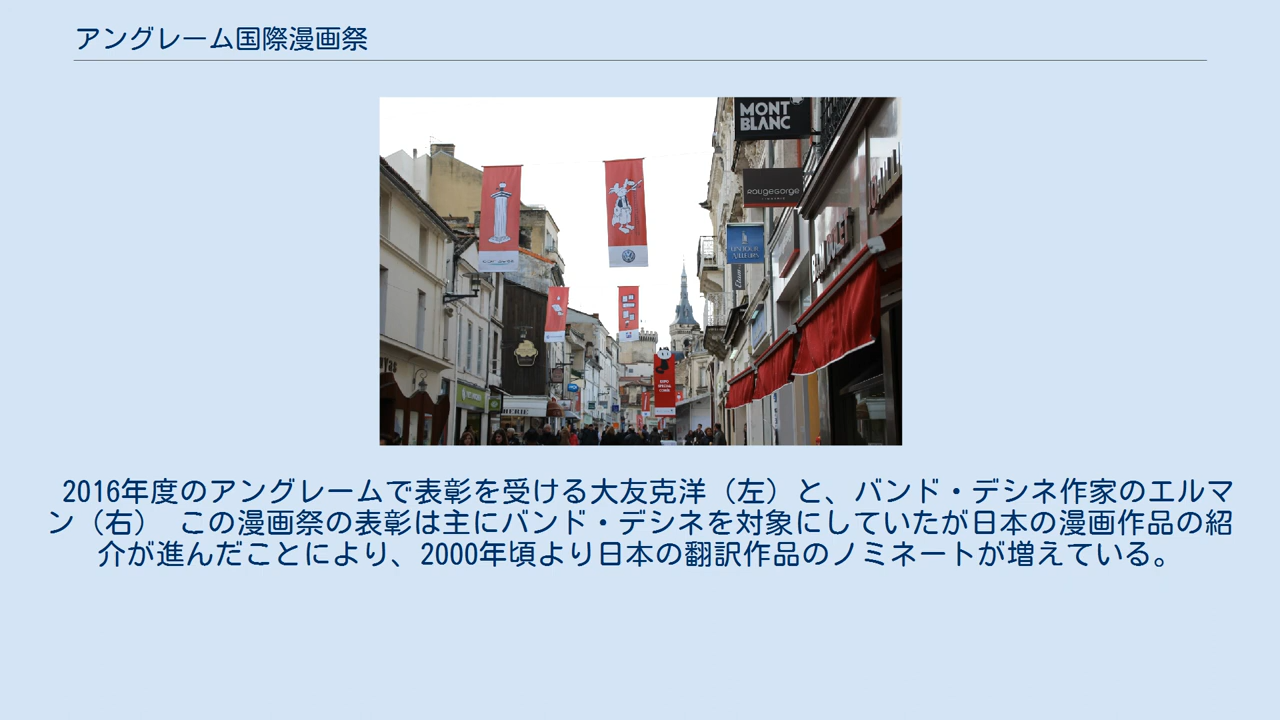 アングレーム国際漫画祭
MONT
BLANC
ROUGEGORGE
LINGERIE
2016年度のアングレームで表彰を受ける大友克洋（左）と、バンド・デシネ作家のエルマ
ン（右）　この漫画祭の表彰は主にバンド・デシネを対象にしていたが日本の漫画作品の紹
介が進んだことにより、2000年頃より日本の翻訳作品のノミネートが増えている。